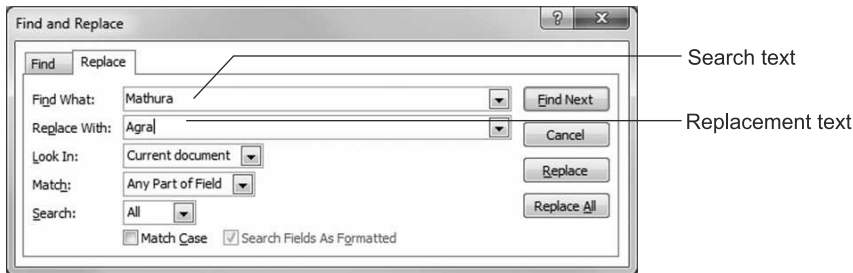 Find and Replace
Find Replace
Search text
Find What: Mathura Find Next
Replace With: Agra Replacement text
Cancel
Look In: Current document
Match: Any Part of Field Replace
Search: All Replace All
Match Case Search Fields As Formatted